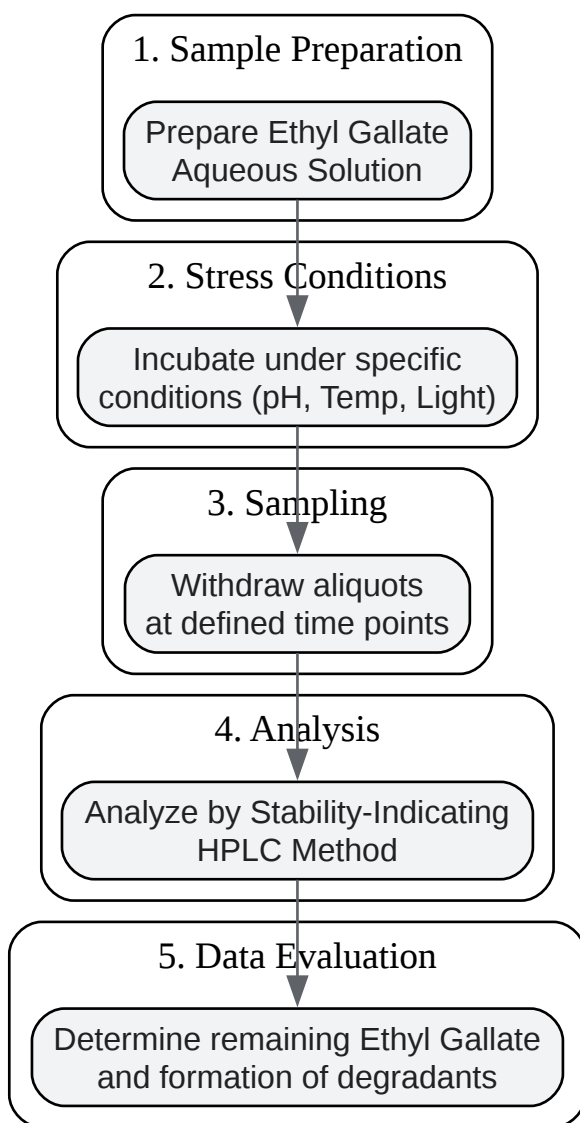 1. Sample Preparation
Prepare Ethyl Gallate
Aqueous Solution
2. Stress Conditions
Incubate under specific
conditions (pH, Temp, Light)
3. Sampling
Withdraw aliquots
at defined time points
4. Analysis
Analyze by Stability-Indicating
HPLC Method
5. Data Evaluation
Determine remaining Ethyl Gallate
and formation of degradants